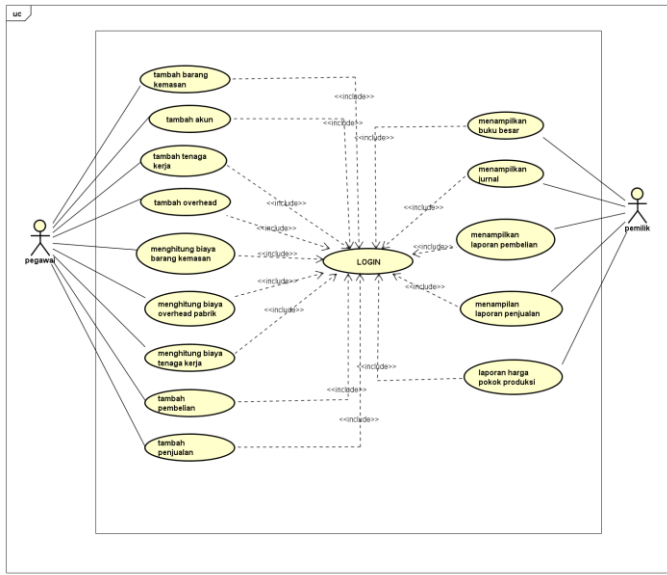 uc
tambah barang
kemasan
tambah akun
tambah tenaga
kerja
tambah overhead
menghitung biaya
barang kemasan
menghitung biaya
overhead pabrik
menghitung biaya
tenaga kerja
tambah
pembelian
tambah
penjualan
pegawai
<<include>>
<<include>>
<<include>>
<<include>>
<<include>>
<<include>>
<<include>>
<<include>>
<<include>>
LOGIN
<<include>>
<<include>>
<<include>>
<<include>>
<<include>>
menampilkan
buku besar
menampilkan
jurnal
menampilkan
laporan pembelian
menampilan
laporan penjualan
laporan harga
pokok produksi
pemilik